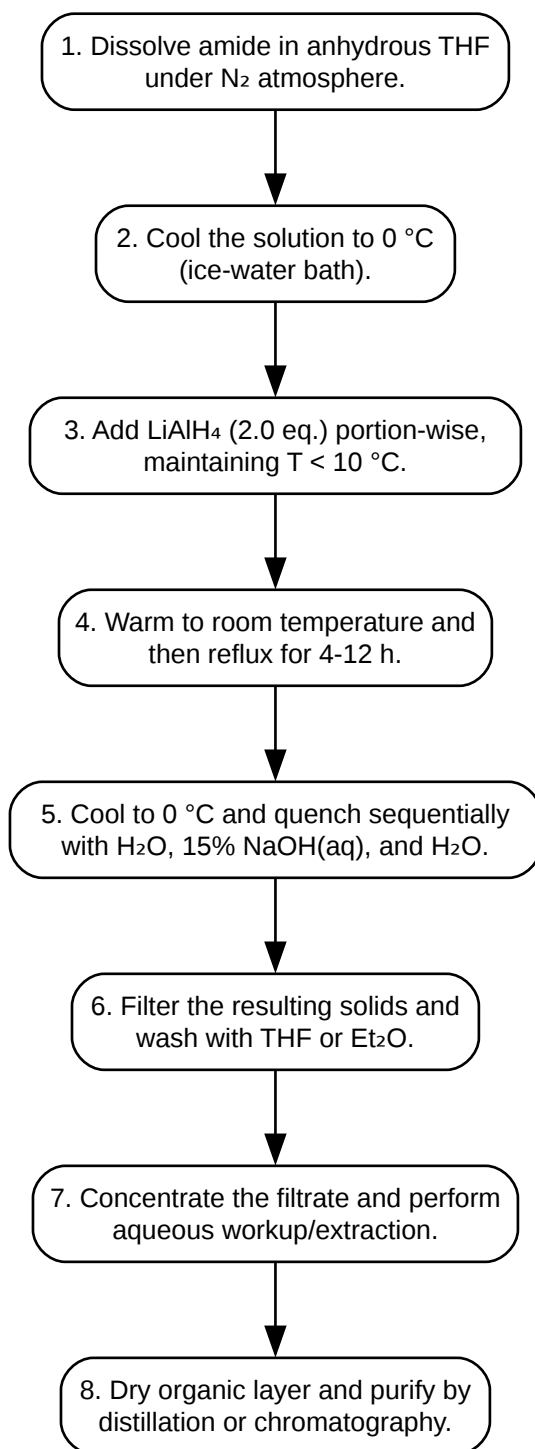 1. Dissolve amide in anhydrous THF
under N₂ atmosphere.
2. Cool the solution to 0 °C
(ice-water bath).
3. Add LiAlH₄ (2.0 eq.) portion-wise,
maintaining T < 10 °C.
4. Warm to room temperature and
then reflux for 4-12 h.
5. Cool to 0 °C and quench sequentially
with H₂O, 15% NaOH(aq), and H₂O.
6. Filter the resulting solids and
wash with THF or Et₂O.
7. Concentrate the filtrate and perform
aqueous workup/extraction.
8. Dry organic layer and purify by
distillation or chromatography.